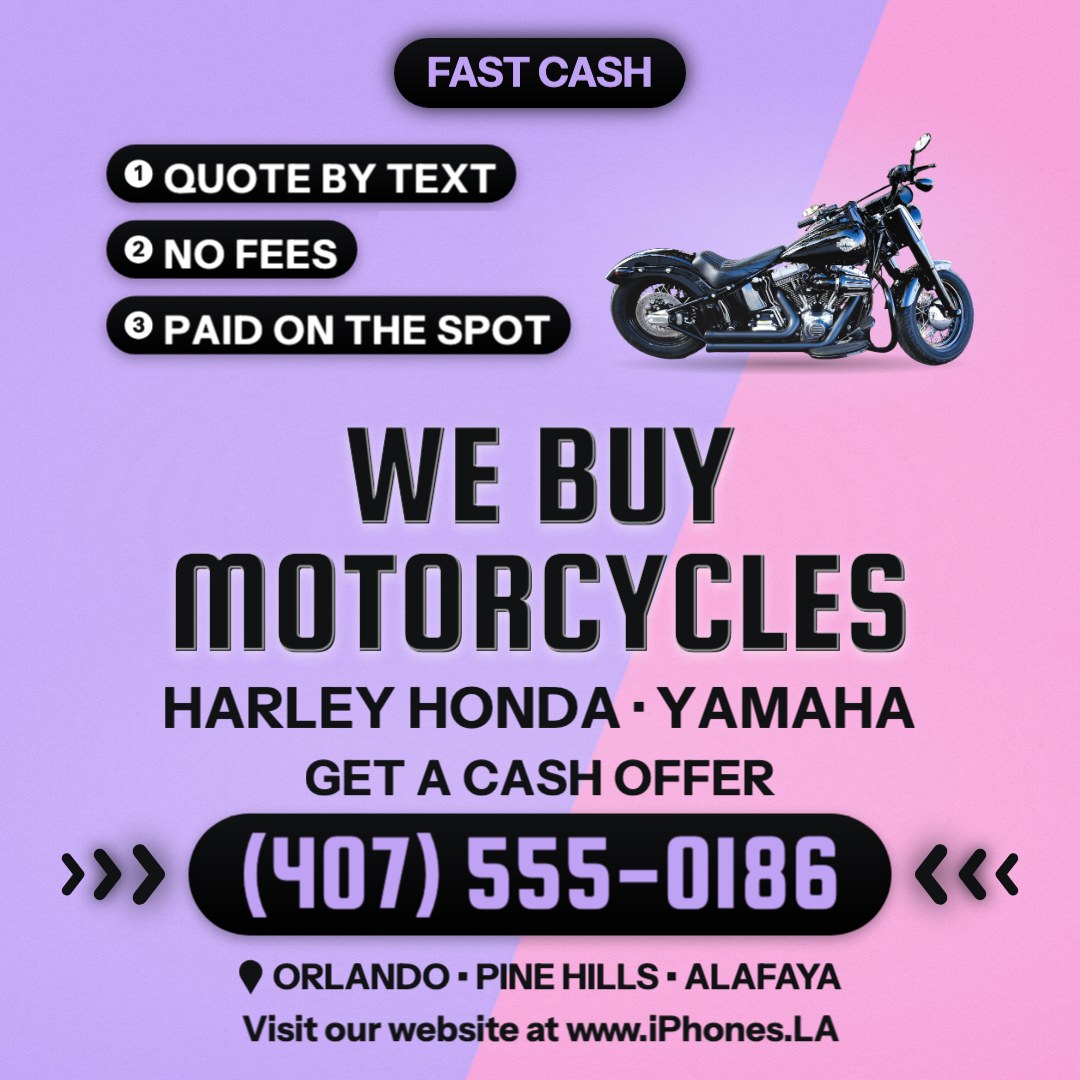 FAST CASH
1 QUOTE BY TEXT
2 NO FEES
3 PAID ON THE SPOT
WE BUY
MOTORCYCLES
HARLEY HONDA · YAMAHA
GET A CASH OFFER
(407) 555-0186
ORLANDO · PINE HILLS · ALAFAYA
Visit our website at www.iPhones.LA